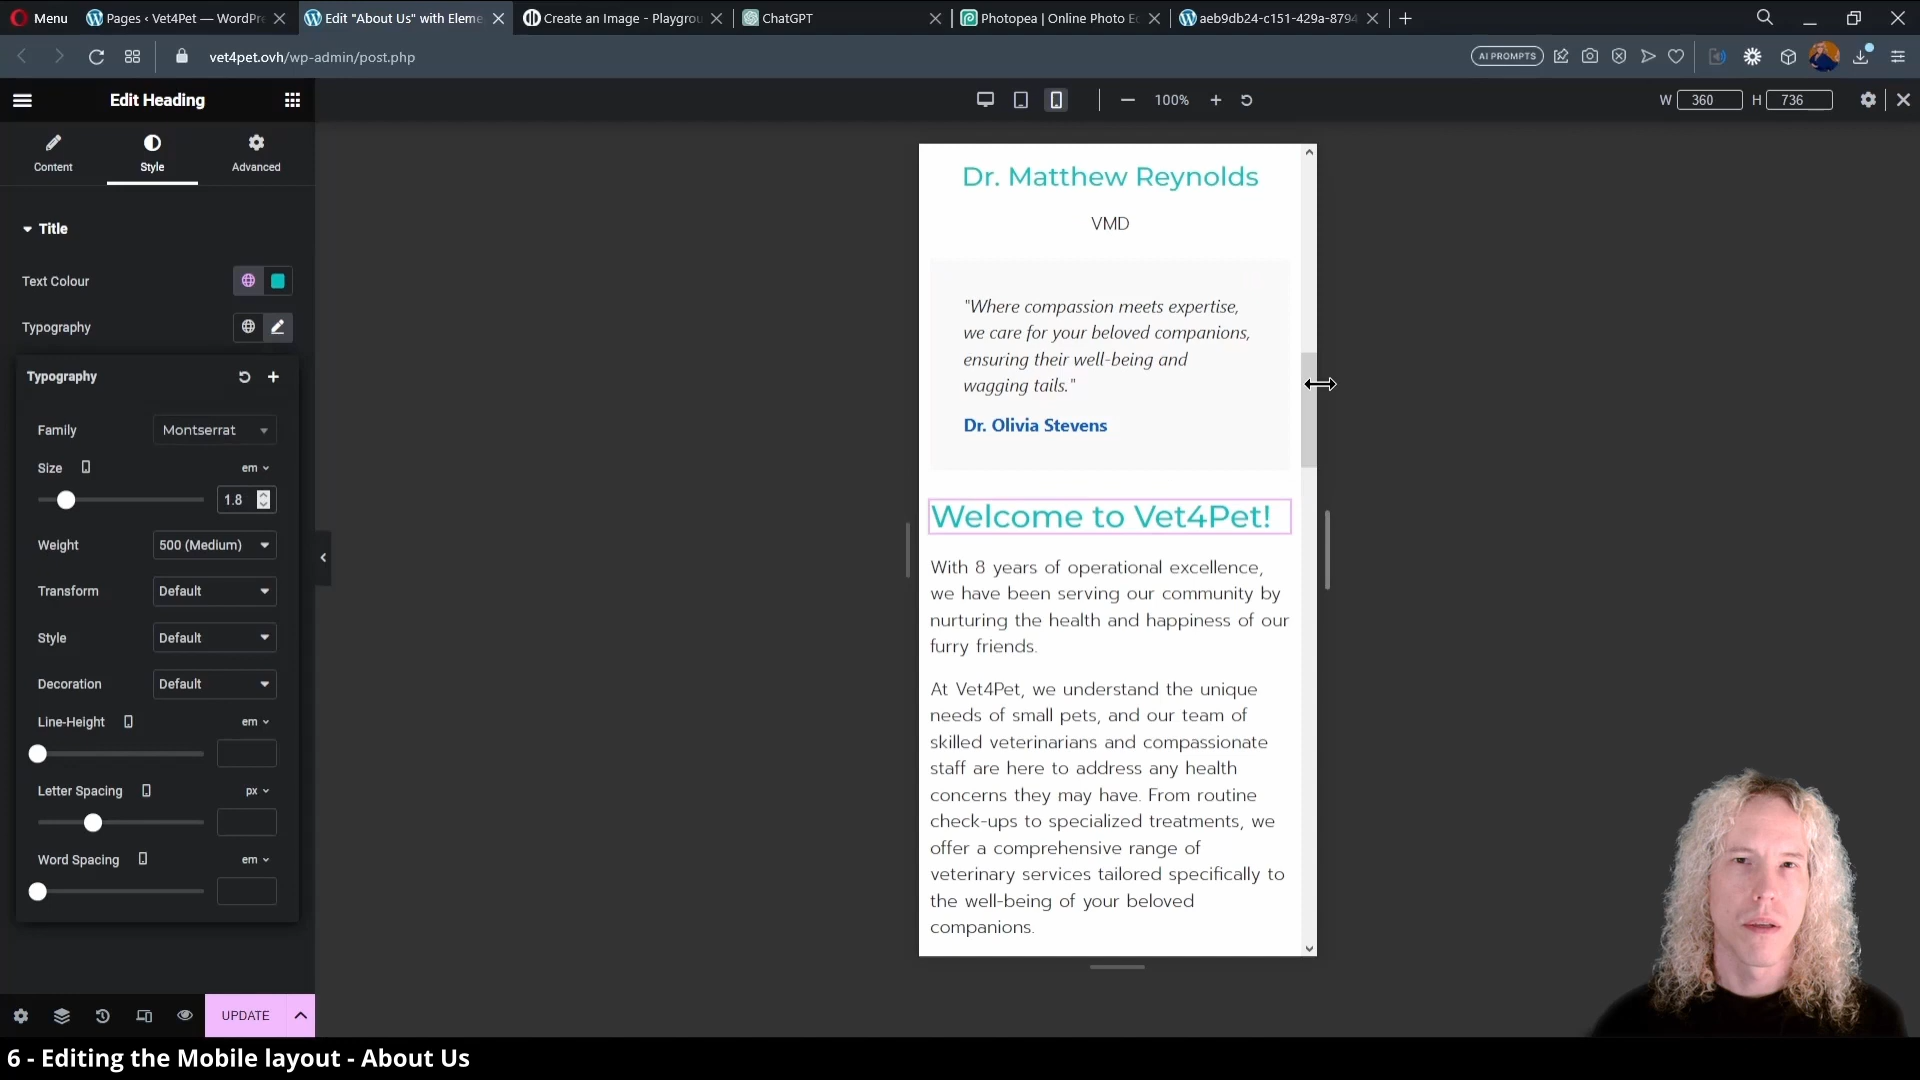 Menu
Pages ‹ Vet4Pet — WordPre
Edit "About Us" with Eleme
Create an Image - Playgrou
ChatGPT
Photopea | Online Photo Ec
aeb9db24-c151-429a-8794
vet4pet.ovh/wp-admin/post.php
AI PROMPTS
Edit Heading
100%
W 360 H 736
Content
Style
Advanced
Title
Text Colour
Typography
Typography
Family Montserrat
Size em
1.8
Weight 500 (Medium)
Transform Default
Style Default
Decoration Default
Line-Height em
Letter Spacing px
Word Spacing em
UPDATE
Dr. Matthew Reynolds
VMD
"Where compassion meets expertise,
we care for your beloved companions,
ensuring their well-being and
wagging tails."
Dr. Olivia Stevens
Welcome to Vet4Pet!
With 8 years of operational excellence,
we have been serving our community by
nurturing the health and happiness of our
furry friends.
At Vet4Pet, we understand the unique
needs of small pets, and our team of
skilled veterinarians and compassionate
staff are here to address any health
concerns they may have. From routine
check-ups to specialized treatments, we
offer a comprehensive range of
veterinary services tailored specifically to
the well-being of your beloved
companions.
6 - Editing the Mobile layout - About Us